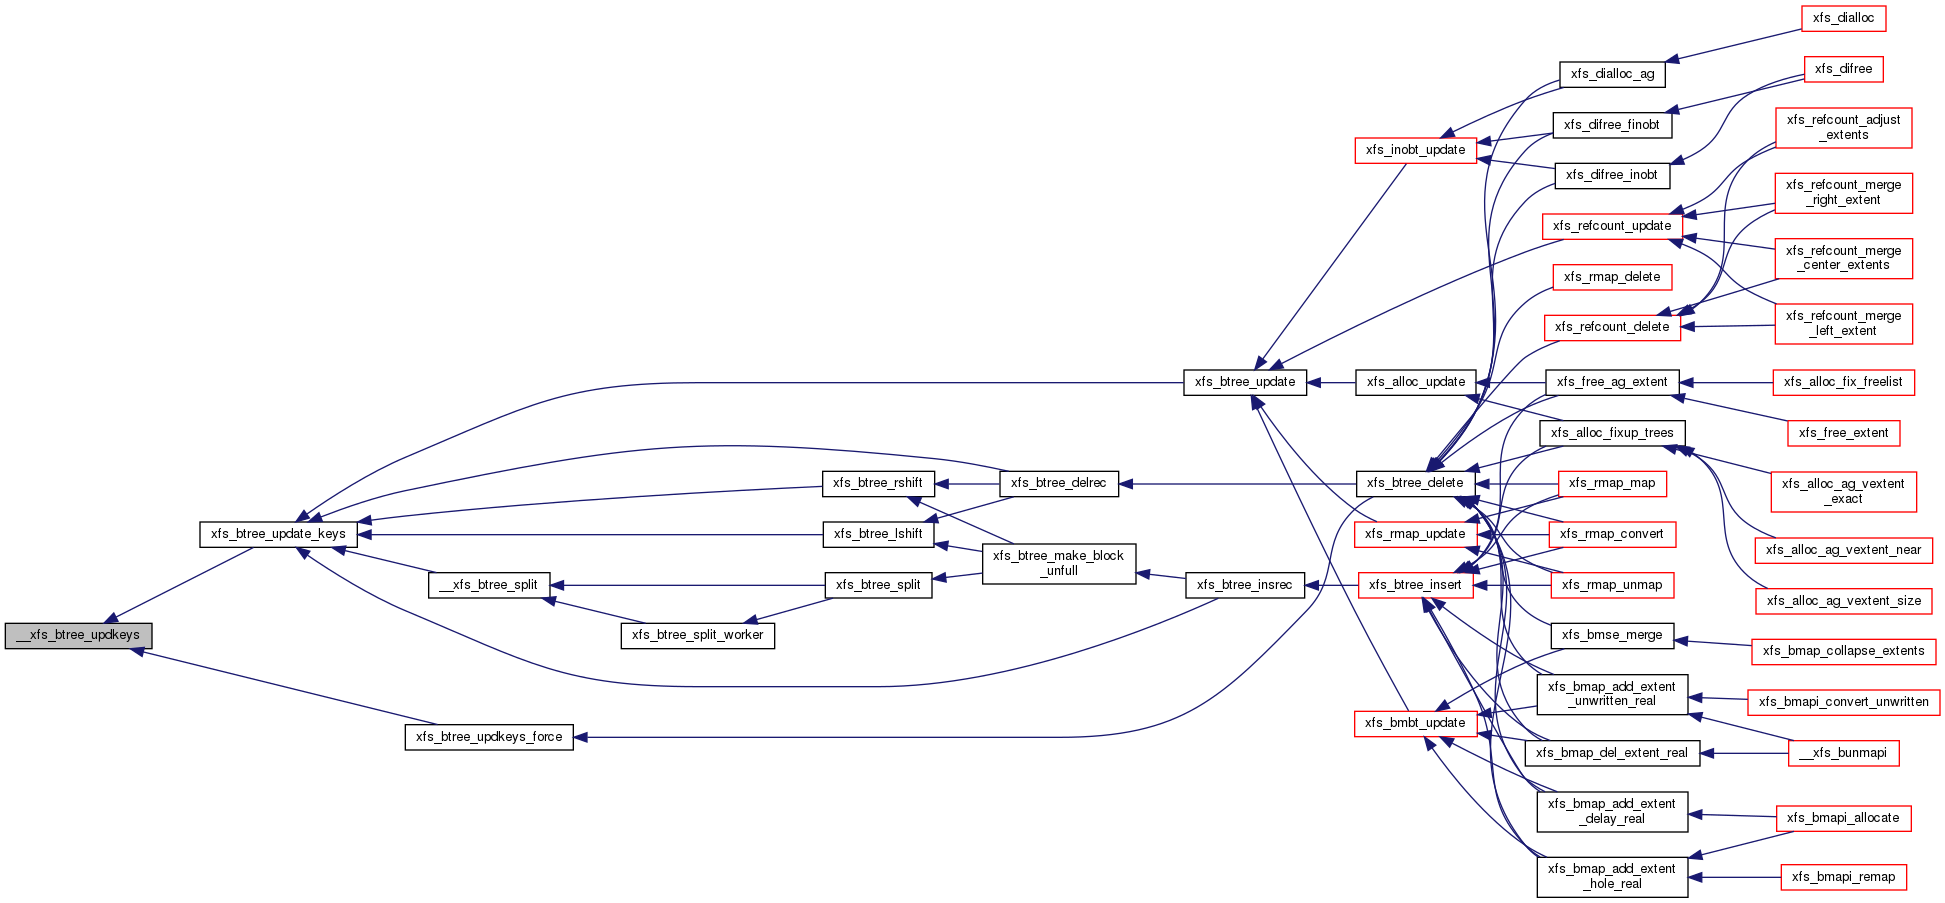 xfs_dialloc
xfs_dialloc_ag
xfs_difree
xfs_difree_finobt
xfs_refcount_adjust
_extents
xfs_inobt_update
xfs_difree_inobt
xfs_refcount_merge
_right_extent
xfs_refcount_update
xfs_refcount_merge
_center_extents
xfs_rmap_delete
xfs_refcount_merge
_left_extent
xfs_refcount_delete
xfs_btree_update
xfs_alloc_update
xfs_free_ag_extent
xfs_alloc_fix_freelist
xfs_alloc_fixup_trees
xfs_free_extent
xfs_btree_rshift
xfs_btree_delrec
xfs_btree_delete
xfs_rmap_map
xfs_alloc_ag_vextent
_exact
xfs_btree_update_keys
xfs_btree_lshift
xfs_rmap_update
xfs_rmap_convert
xfs_alloc_ag_vextent_near
xfs_btree_make_block
_unfull
__xfs_btree_split
xfs_btree_split
xfs_btree_insrec
xfs_btree_insert
xfs_rmap_unmap
xfs_alloc_ag_vextent_size
__xfs_btree_updkeys
xfs_btree_split_worker
xfs_bmse_merge
xfs_bmap_collapse_extents
xfs_bmap_add_extent
_unwritten_real
xfs_bmapi_convert_unwritten
xfs_btree_updkeys_force
xfs_bmbt_update
xfs_bmap_del_extent_real
__xfs_bunmapi
xfs_bmap_add_extent
_delay_real
xfs_bmapi_allocate
xfs_bmap_add_extent
_hole_real
xfs_bmapi_remap